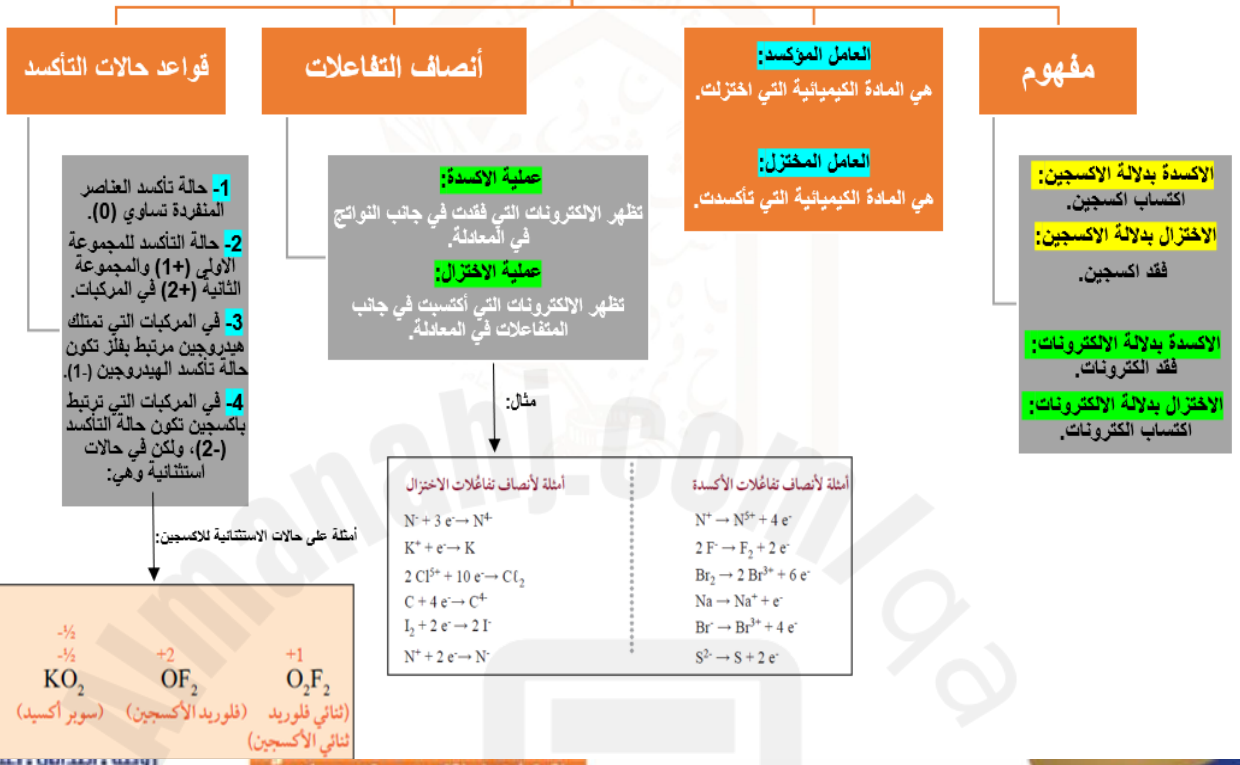 مفهوم
الاكسدة بدلالة الاكسجين:
اكتساب اكسجين.
الاختزال بدلالة الاكسجين:
فقد اكسجين.
الاكسدة بدلالة الالكترونات:
فقد الكترونات.
الاختزال بدلالة الالكترونات:
اكتساب الكترونات.
العامل المؤكسد:
هي المادة الكيميائية التي اختزلت.
العامل المختزل:
هي المادة الكيميائية التي تأكسدت.
أنصاف التفاعلات
عملية الاكسدة:
تظهر الالكترونات التي فقدت في جانب النواتج
في المعادلة.
عملية الاختزال:
تظهر الالكترونات التي أكتسبت في جانب
المتفاعلات في المعادلة.
مثال:
أمثلة لأنصاف تفاعُلات الأكسدة
N⁺ → N⁵⁺ + 4 e⁻
2 F⁻ → F₂ + 2 e⁻
Br₂ → 2 Br³⁺ + 6 e⁻
Na → Na⁺ + e⁻
Br⁻ → Br³⁺ + 4 e⁻
S²⁻ → S + 2 e⁻
أمثلة لأنصاف تفاعُلات الاختزال
N⁻ + 3 e⁻ → N⁴⁻
K⁺ + e⁻ → K
2 Cl⁵⁺ + 10 e⁻ → Cℓ₂
C + 4 e⁻ → C⁴⁻
I₂ + 2 e⁻ → 2 I⁻
N⁺ + 2 e⁻ → N⁻
قواعد حالات التأكسد
1- حالة تأكسد العناصر
المنفردة تساوي (0).
2- حالة التأكسد للمجموعة
الاولى (+1) والمجموعة
الثانية (+2) في المركبات.
3- في المركبات التي تمتلك
هيدروجين مرتبط بفلز تكون
حالة تأكسد الهيدروجين (-1).
4- في المركبات التي ترتبط
باكسجين تكون حالة التأكسد
(-2)، ولكن في حالات
استثنائية وهي:
أمثلة على حالات الاستثنائية للاكسجين:
-½
-½ +2 +1
KO₂ OF₂ O₂F₂
(ثنائي فلوريد (فلوريد الأكسجين) (سوبر أكسيد)
ثنائي الأكسجين)
Almanahj.com/qa